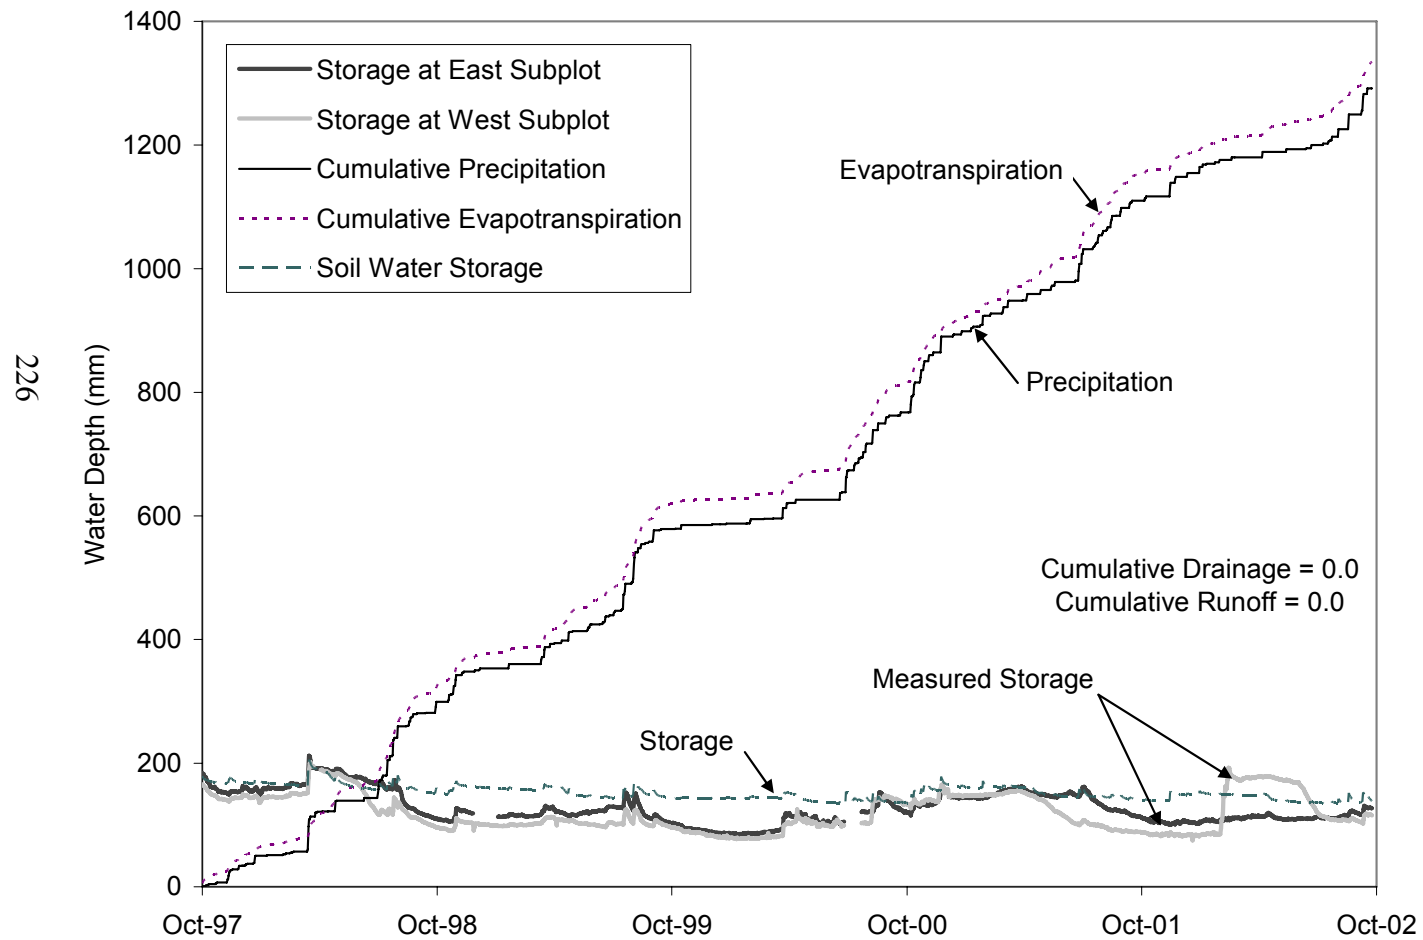 1400
1200
1000
800
600
400
200
0
Water Depth (mm)
226
Storage at East Subplot
Storage at West Subplot
Cumulative Precipitation
Cumulative Evapotranspiration
Soil Water Storage
Evapotranspiration
Precipitation
Cumulative Drainage = 0.0
Cumulative Runoff = 0.0
Measured Storage
Storage
Oct-97 Oct-98 Oct-99 Oct-00 Oct-01 Oct-02